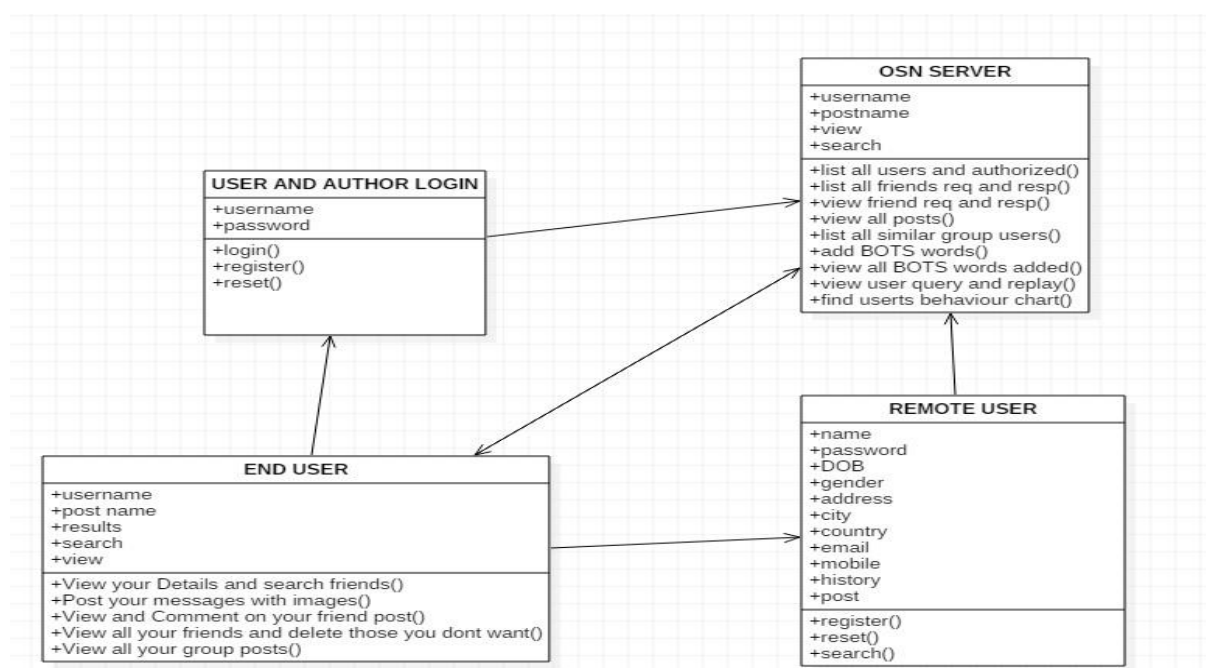 OSN SERVER
+username
+postname
+view
+search
+list all users and authorized()
+list all friends req and resp()
+view friend req and resp()
+view all posts()
+list all similar group users()
+add BOTS words()
+view all BOTS words added()
+view user query and replay()
+find userts behaviour chart()
USER AND AUTHOR LOGIN
+username
+password
+login()
+register()
+reset()
END USER
+username
+post name
+results
+search
+view
+View your Details and search friends()
+Post your messages with images()
+View and Comment on your friend post()
+View all your friends and delete those you dont want()
+View all your group posts()
REMOTE USER
+name
+password
+DOB
+gender
+address
+city
+country
+email
+mobile
+history
+post
+register()
+reset()
+search()